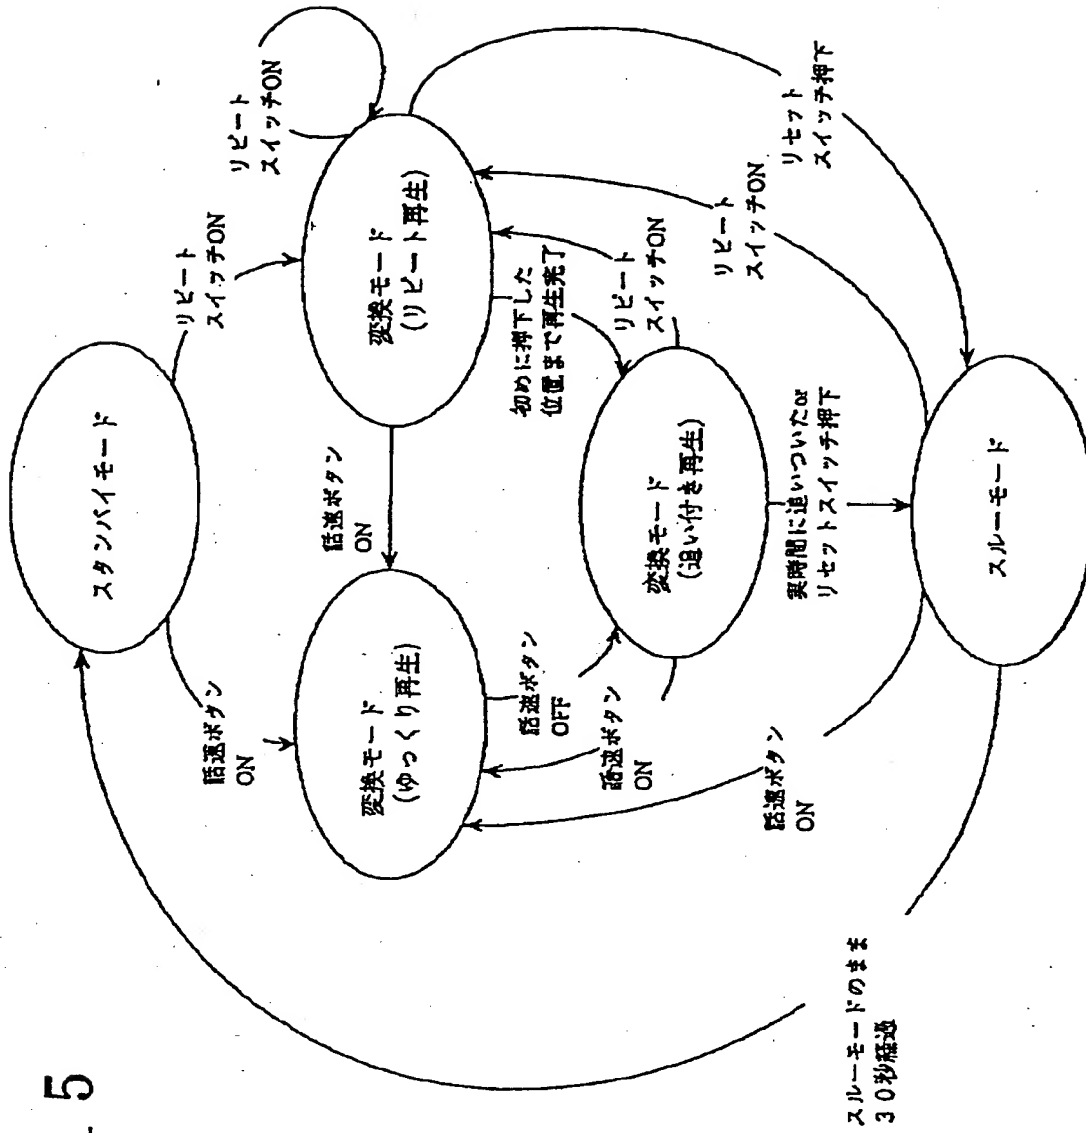 5
スタンバイモード
リピート
スイッチON
リピート
スイッチON
話速ボタン
ON
変換モード
(リピート再生)
話速ボタン
ON
変換モード
(ゆっくり再生)
初めに押下した
位置まで再生完了
リピート
スイッチON
リピート
スイッチON
リセット
スイッチ押下
話速ボタン
OFF
話速ボタン
ON
変換モード
(追い付き再生)
話速ボタン
ON
実時間に追いついたor
リセットスイッチ押下
スルーモード
スルーモードのまま
30秒経過